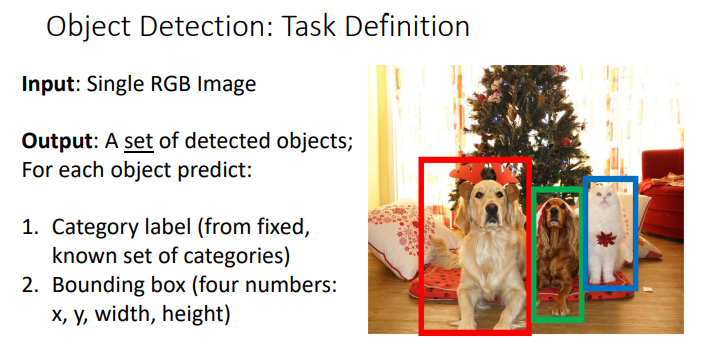 Object Detection: Task Definition
Input: Single RGB Image
Output: A set of detected objects;
For each object predict:
1. Category label (from fixed,
known set of categories)
2. Bounding box (four numbers:
x, y, width, height)